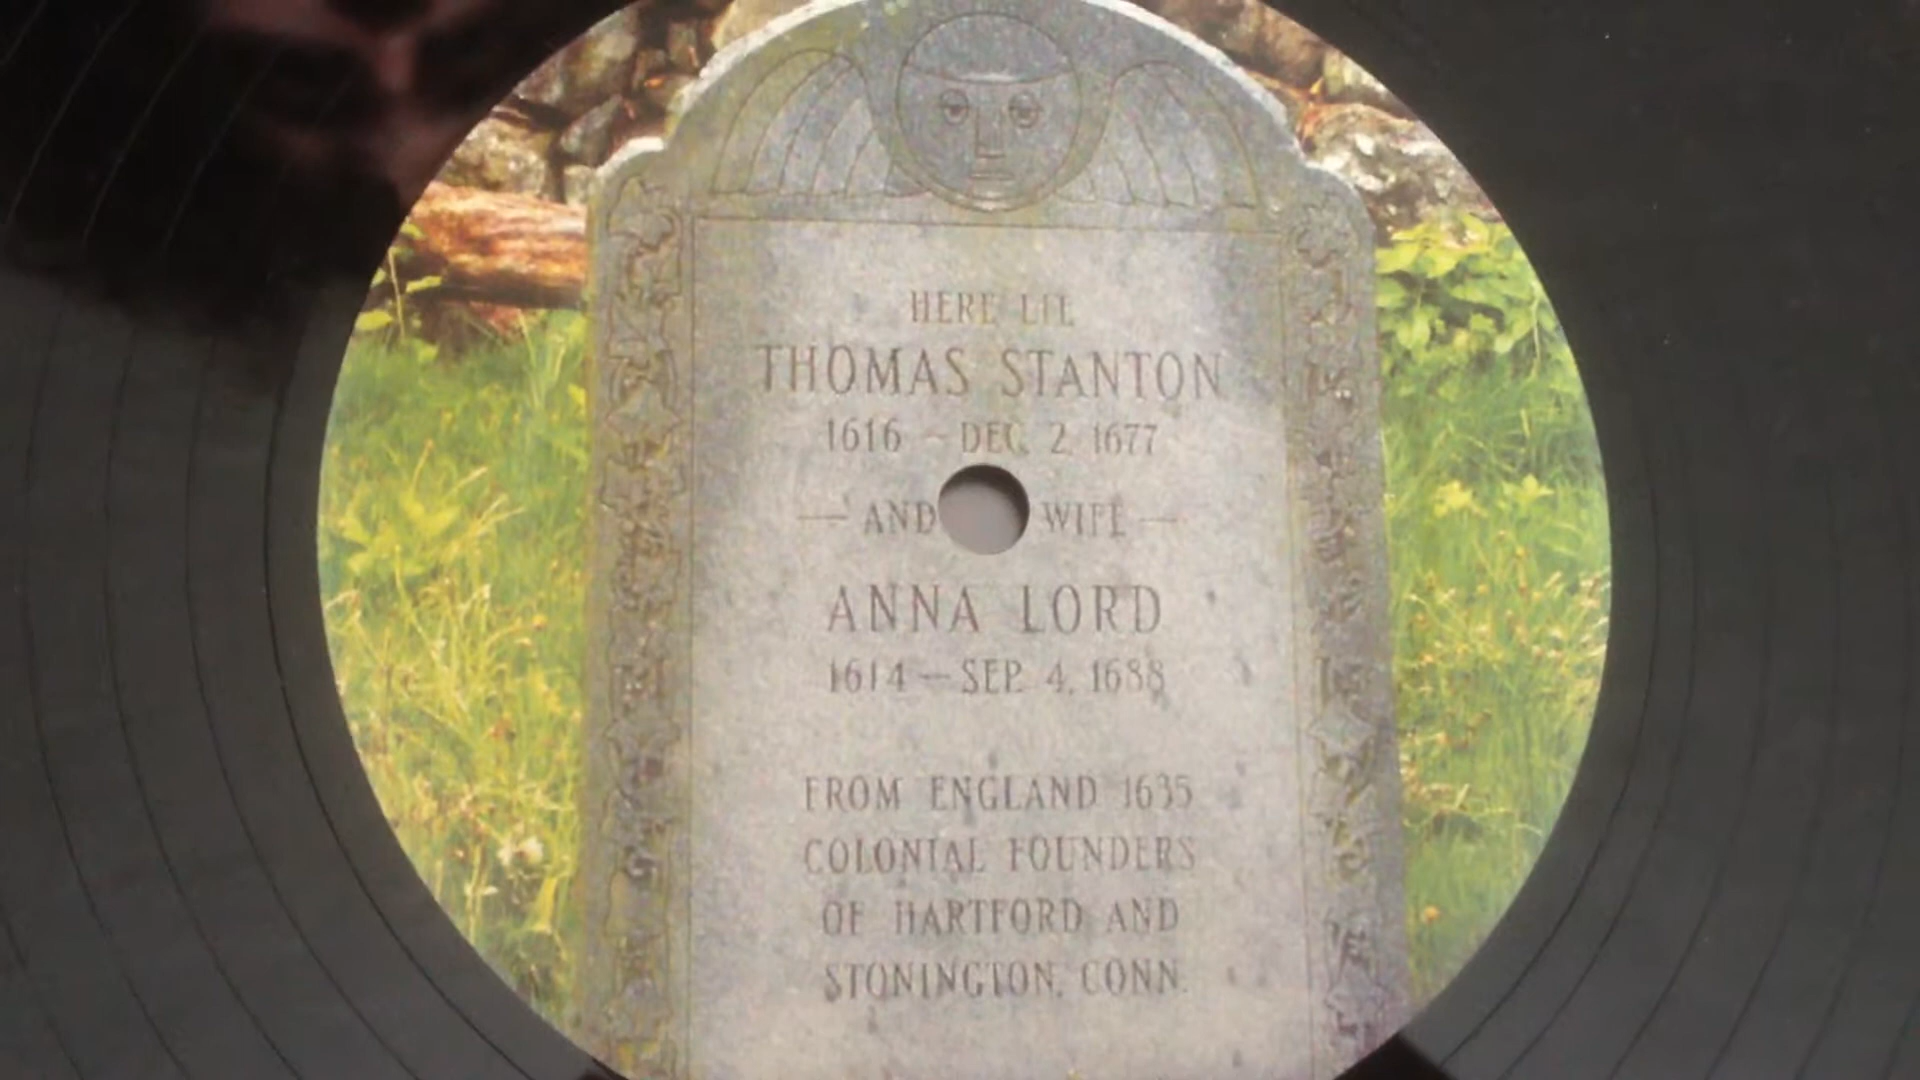 HERE LIE
THOMAS STANTON
1616 – DEC. 2, 1677
— AND WIFE —
ANNA LORD
1614 — SEP. 4, 1688
FROM ENGLAND 1635
COLONIAL FOUNDERS
OF HARTFORD AND
STONINGTON, CONN.